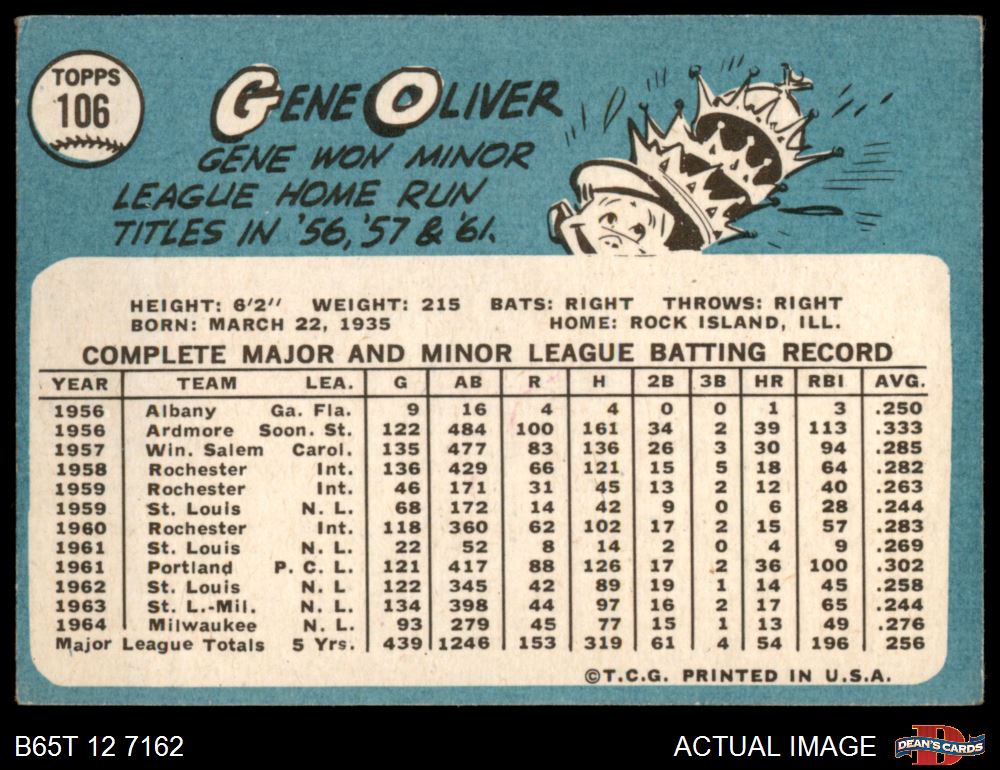 TOPPS
106
GENE OLIVER
GENE WON MINOR
LEAGUE HOME RUN
TITLES IN '56, '57 & '61.
HEIGHT: 6'2" WEIGHT: 215 BATS: RIGHT THROWS: RIGHT
BORN: MARCH 22, 1935 HOME: ROCK ISLAND, ILL.
COMPLETE MAJOR AND MINOR LEAGUE BATTING RECORD
YEAR TEAM LEA. G AB R H 2B 3B HR RBI AVG.
1956 Albany Ga. Fla. 9 16 4 4 0 0 1 3 .250
1956 Ardmore Soon. St. 122 484 100 161 34 2 39 113 .333
1957 Win. Salem Carol. 135 477 83 136 26 3 30 94 .285
1958 Rochester Int. 136 429 66 121 15 5 18 64 .282
1959 Rochester Int. 46 171 31 45 13 2 12 40 .263
1959 St. Louis N. L. 68 172 14 42 9 0 6 28 .244
1960 Rochester Int. 118 360 62 102 17 2 15 57 .283
1961 St. Louis N. L. 22 52 8 14 2 0 4 9 .269
1961 Portland P. C. L. 121 417 88 126 17 2 36 100 .302
1962 St. Louis N. L 122 345 42 89 19 1 14 45 .258
1963 St. L.-Mil. N. L. 134 398 44 97 16 2 17 65 .244
1964 Milwaukee N. L. 93 279 45 77 15 1 13 49 .276
Major League Totals 5 Yrs. 439 1246 153 319 61 4 54 196 256
©T.C.G. PRINTED IN U.S.A.
B65T 12 7162 ACTUAL IMAGE DEAN'S CARDS